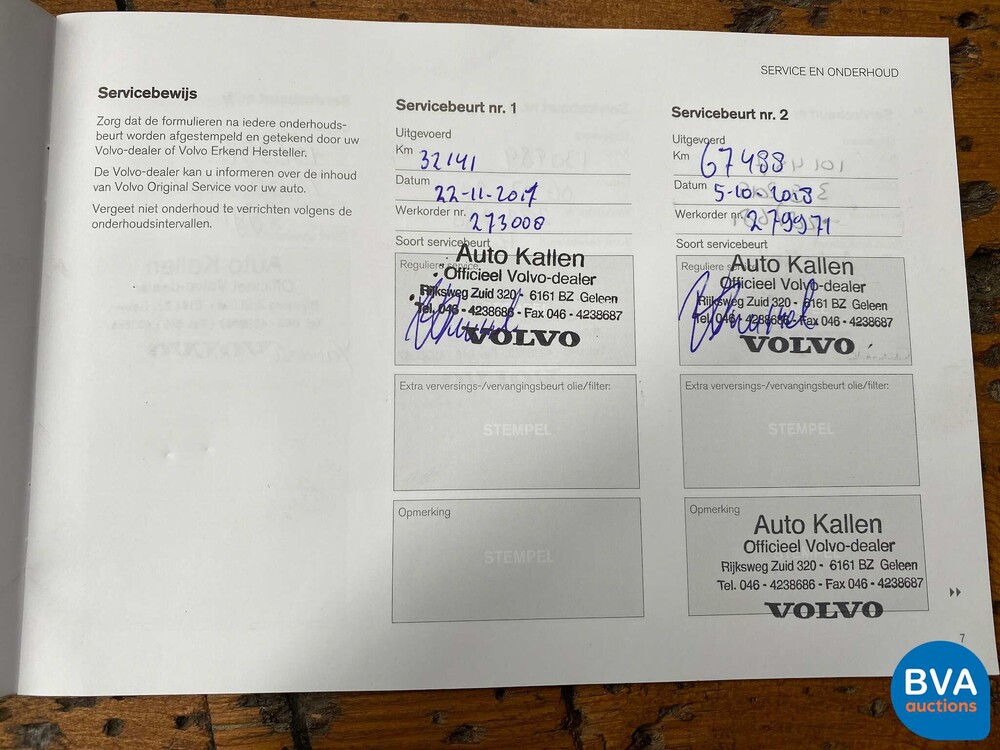 SERVICE EN ONDERHOUD
Servicebewijs
Zorg dat de formulieren na iedere onderhouds-
beurt worden afgestempeld en getekend door uw
Volvo-dealer of Volvo Erkend Hersteller.
De Volvo-dealer kan u informeren over de inhoud
van Volvo Original Service voor uw auto.
Vergeet niet onderhoud te verrichten volgens de
onderhoudsintervallen.
Servicebeurt nr. 1
Uitgevoerd
Km 32141
Datum 22-11-2017
Werkorder nr. 273008
Soort servicebeurt
Reguliere service:
Auto Kallen
Officieel Volvo-dealer
Rijksweg Zuid 320 - 6161 BZ Geleen
Tel. 046 - 4238686 - Fax 046 - 4238687
VOLVO
Extra verversings-/vervangingsbeurt olie/filter:
STEMPEL
Opmerking
STEMPEL
Servicebeurt nr. 2
Uitgevoerd
Km 67488
Datum 5-10-2018
Werkorder nr. 279971
Soort servicebeurt
Reguliere service:
Auto Kallen
Officieel Volvo-dealer
Rijksweg Zuid 320 - 6161 BZ Geleen
Tel. 046 - 4238686 - Fax 046 - 4238687
VOLVO
Extra verversings-/vervangingsbeurt olie/filter:
STEMPEL
Opmerking
STEMPEL
Auto Kallen
Officieel Volvo-dealer
Rijksweg Zuid 320 - 6161 BZ Geleen
Tel. 046 - 4238686 - Fax 046 - 4238687
VOLVO
7
BVA
auctions